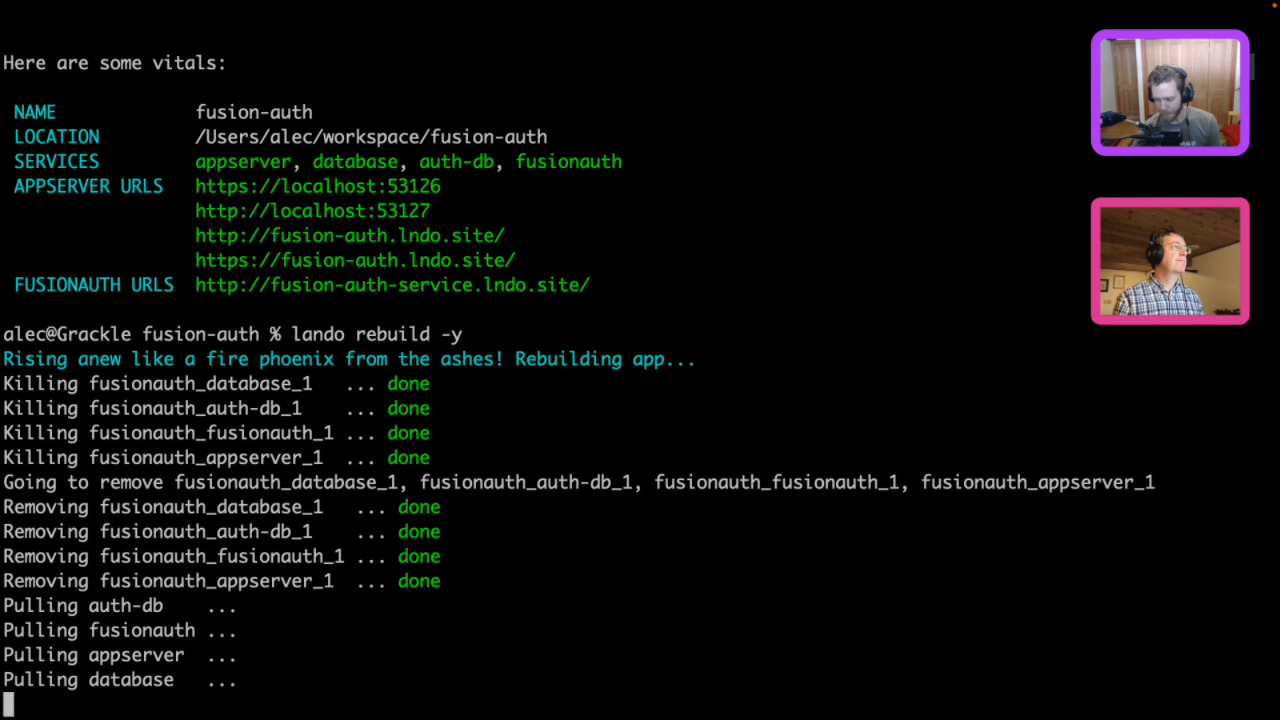 Here are some vitals:
NAME fusion-auth
LOCATION /Users/alec/workspace/fusion-auth
SERVICES appserver, database, auth-db, fusionauth
APPSERVER URLS https://localhost:53126
http://localhost:53127
http://fusion-auth.lndo.site/
https://fusion-auth.lndo.site/
FUSIONAUTH URLS http://fusion-auth-service.lndo.site/
alec@Grackle fusion-auth % lando rebuild -y
Rising anew like a fire phoenix from the ashes! Rebuilding app...
Killing fusionauth_database_1 ... done
Killing fusionauth_auth-db_1 ... done
Killing fusionauth_fusionauth_1 ... done
Killing fusionauth_appserver_1 ... done
Going to remove fusionauth_database_1, fusionauth_auth-db_1, fusionauth_fusionauth_1, fusionauth_appserver_1
Removing fusionauth_database_1 ... done
Removing fusionauth_auth-db_1 ... done
Removing fusionauth_fusionauth_1 ... done
Removing fusionauth_appserver_1 ... done
Pulling auth-db ...
Pulling fusionauth ...
Pulling appserver ...
Pulling database ...